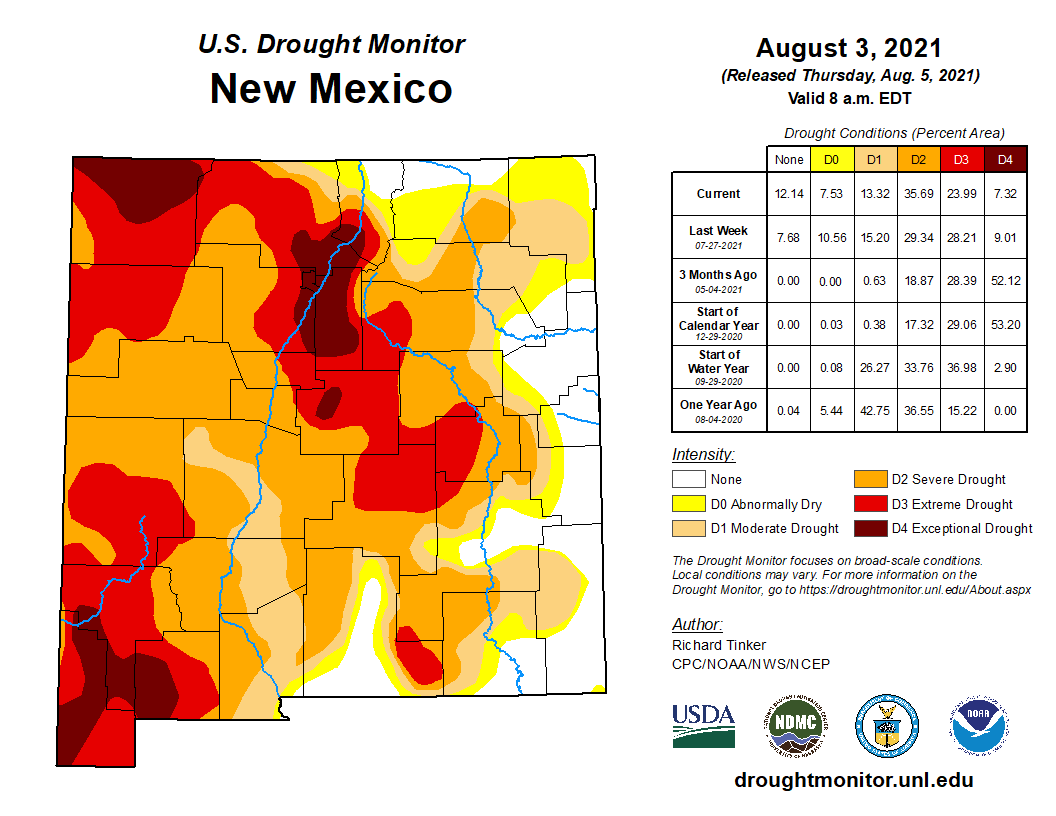 U.S. Drought Monitor
New Mexico
August 3, 2021
(Released Thursday, Aug. 5, 2021)
Valid 8 a.m. EDT
Drought Conditions (Percent Area)
None D0 D1 D2 D3 D4
Current 12.14 7.53 13.32 35.69 23.99 7.32
Last Week 7.68 10.56 15.20 29.34 28.21 9.01
07-27-2021
3 Months Ago 0.00 0.00 0.63 18.87 28.39 52.12
05-04-2021
Start of
Calendar Year 0.00 0.03 0.38 17.32 29.06 53.20
12-29-2020
Start of
Water Year 0.00 0.08 26.27 33.76 36.98 2.90
09-29-2020
One Year Ago 0.04 5.44 42.75 36.55 15.22 0.00
08-04-2020
Intensity:
None
D0 Abnormally Dry
D1 Moderate Drought
D2 Severe Drought
D3 Extreme Drought
D4 Exceptional Drought
The Drought Monitor focuses on broad-scale conditions.
Local conditions may vary. For more information on the
Drought Monitor, go to https://droughtmonitor.unl.edu/About.aspx
Author:
Richard Tinker
CPC/NOAA/NWS/NCEP
USDA
NDMC
NOAA
droughtmonitor.unl.edu